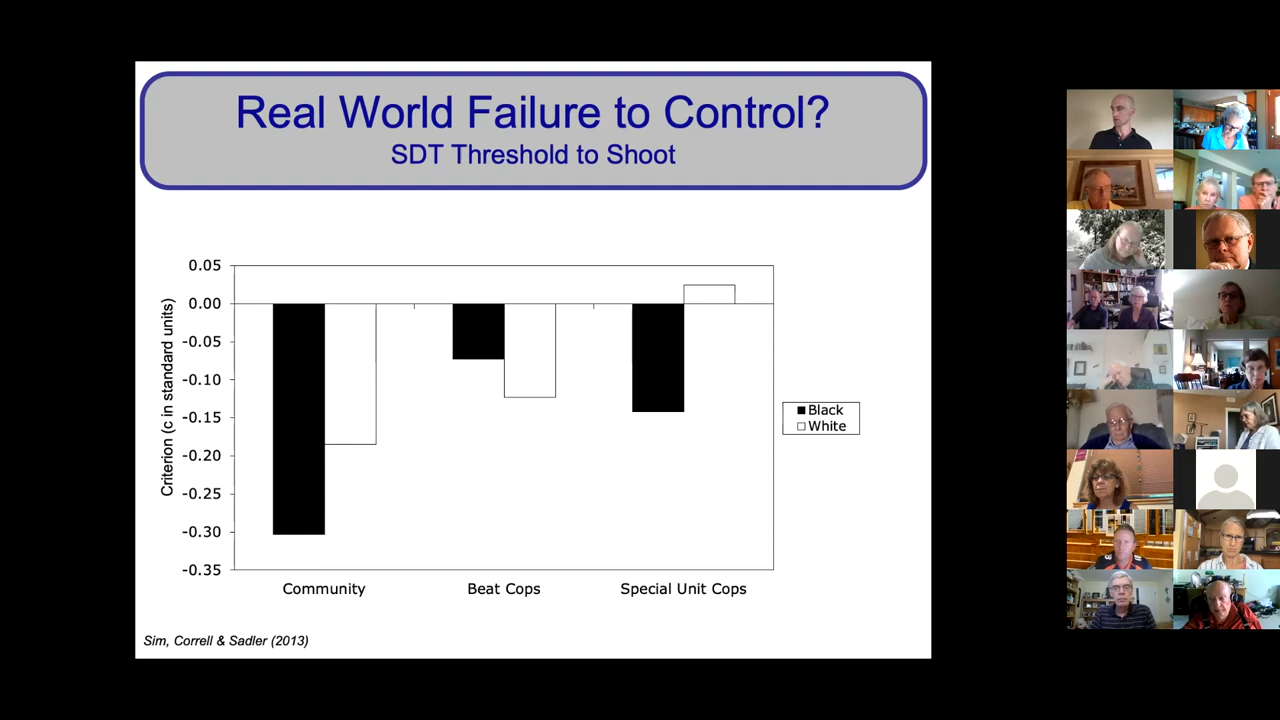 Real World Failure to Control?
SDT Threshold to Shoot
Criterion (c in standard units)
0.05
0.00
-0.05
-0.10
-0.15
-0.20
-0.25
-0.30
-0.35
Community
Beat Cops
Special Unit Cops
Black
White
Sim, Correll & Sadler (2013)